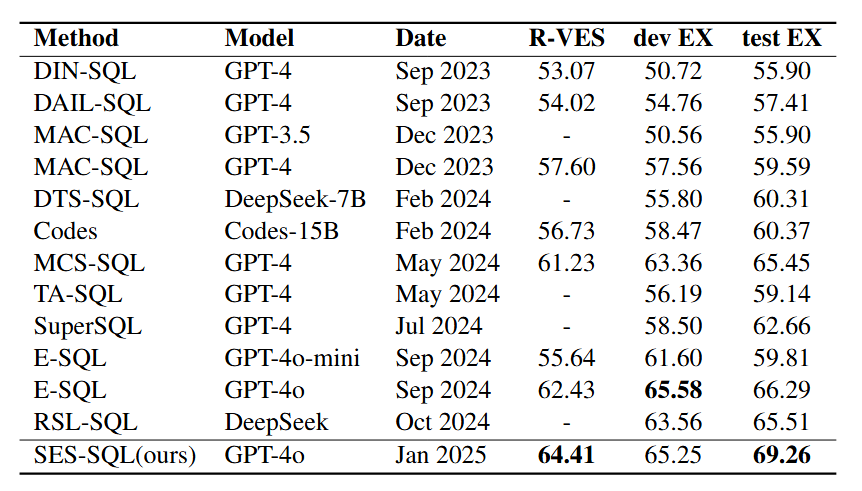 Method Model Date R-VES dev EX test EX
DIN-SQL GPT-4 Sep 2023 53.07 50.72 55.90
DAIL-SQL GPT-4 Sep 2023 54.02 54.76 57.41
MAC-SQL GPT-3.5 Dec 2023 - 50.56 55.90
MAC-SQL GPT-4 Dec 2023 57.60 57.56 59.59
DTS-SQL DeepSeek-7B Feb 2024 - 55.80 60.31
Codes Codes-15B Feb 2024 56.73 58.47 60.37
MCS-SQL GPT-4 May 2024 61.23 63.36 65.45
TA-SQL GPT-4 May 2024 - 56.19 59.14
SuperSQL GPT-4 Jul 2024 - 58.50 62.66
E-SQL GPT-4o-mini Sep 2024 55.64 61.60 59.81
E-SQL GPT-4o Sep 2024 62.43 65.58 66.29
RSL-SQL DeepSeek Oct 2024 - 63.56 65.51
SES-SQL(ours) GPT-4o Jan 2025 64.41 65.25 69.26